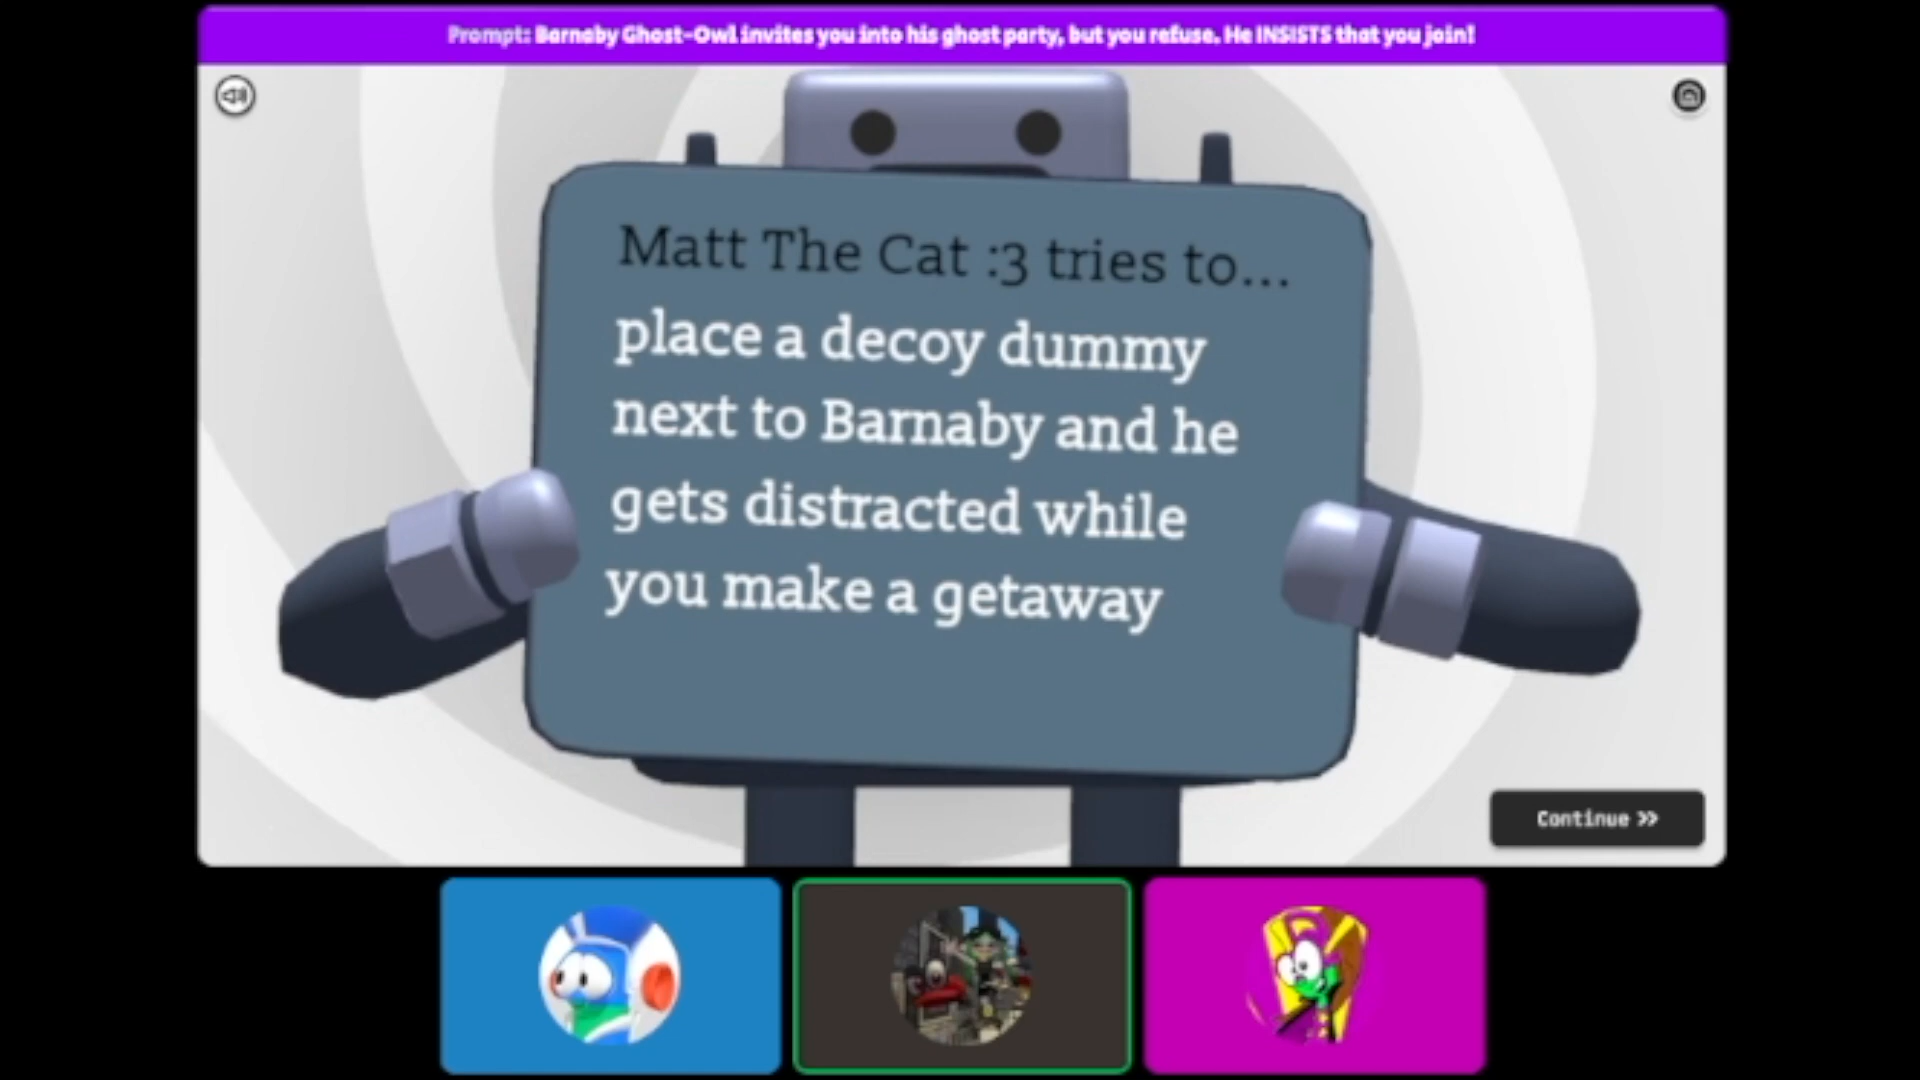 Prompt: Barnaby Ghost-Owl invites you into his ghost party, but you refuse. He INSISTS that you join!
Matt The Cat :3 tries to...
place a decoy dummy
next to Barnaby and he
gets distracted while
you make a getaway
Continue »